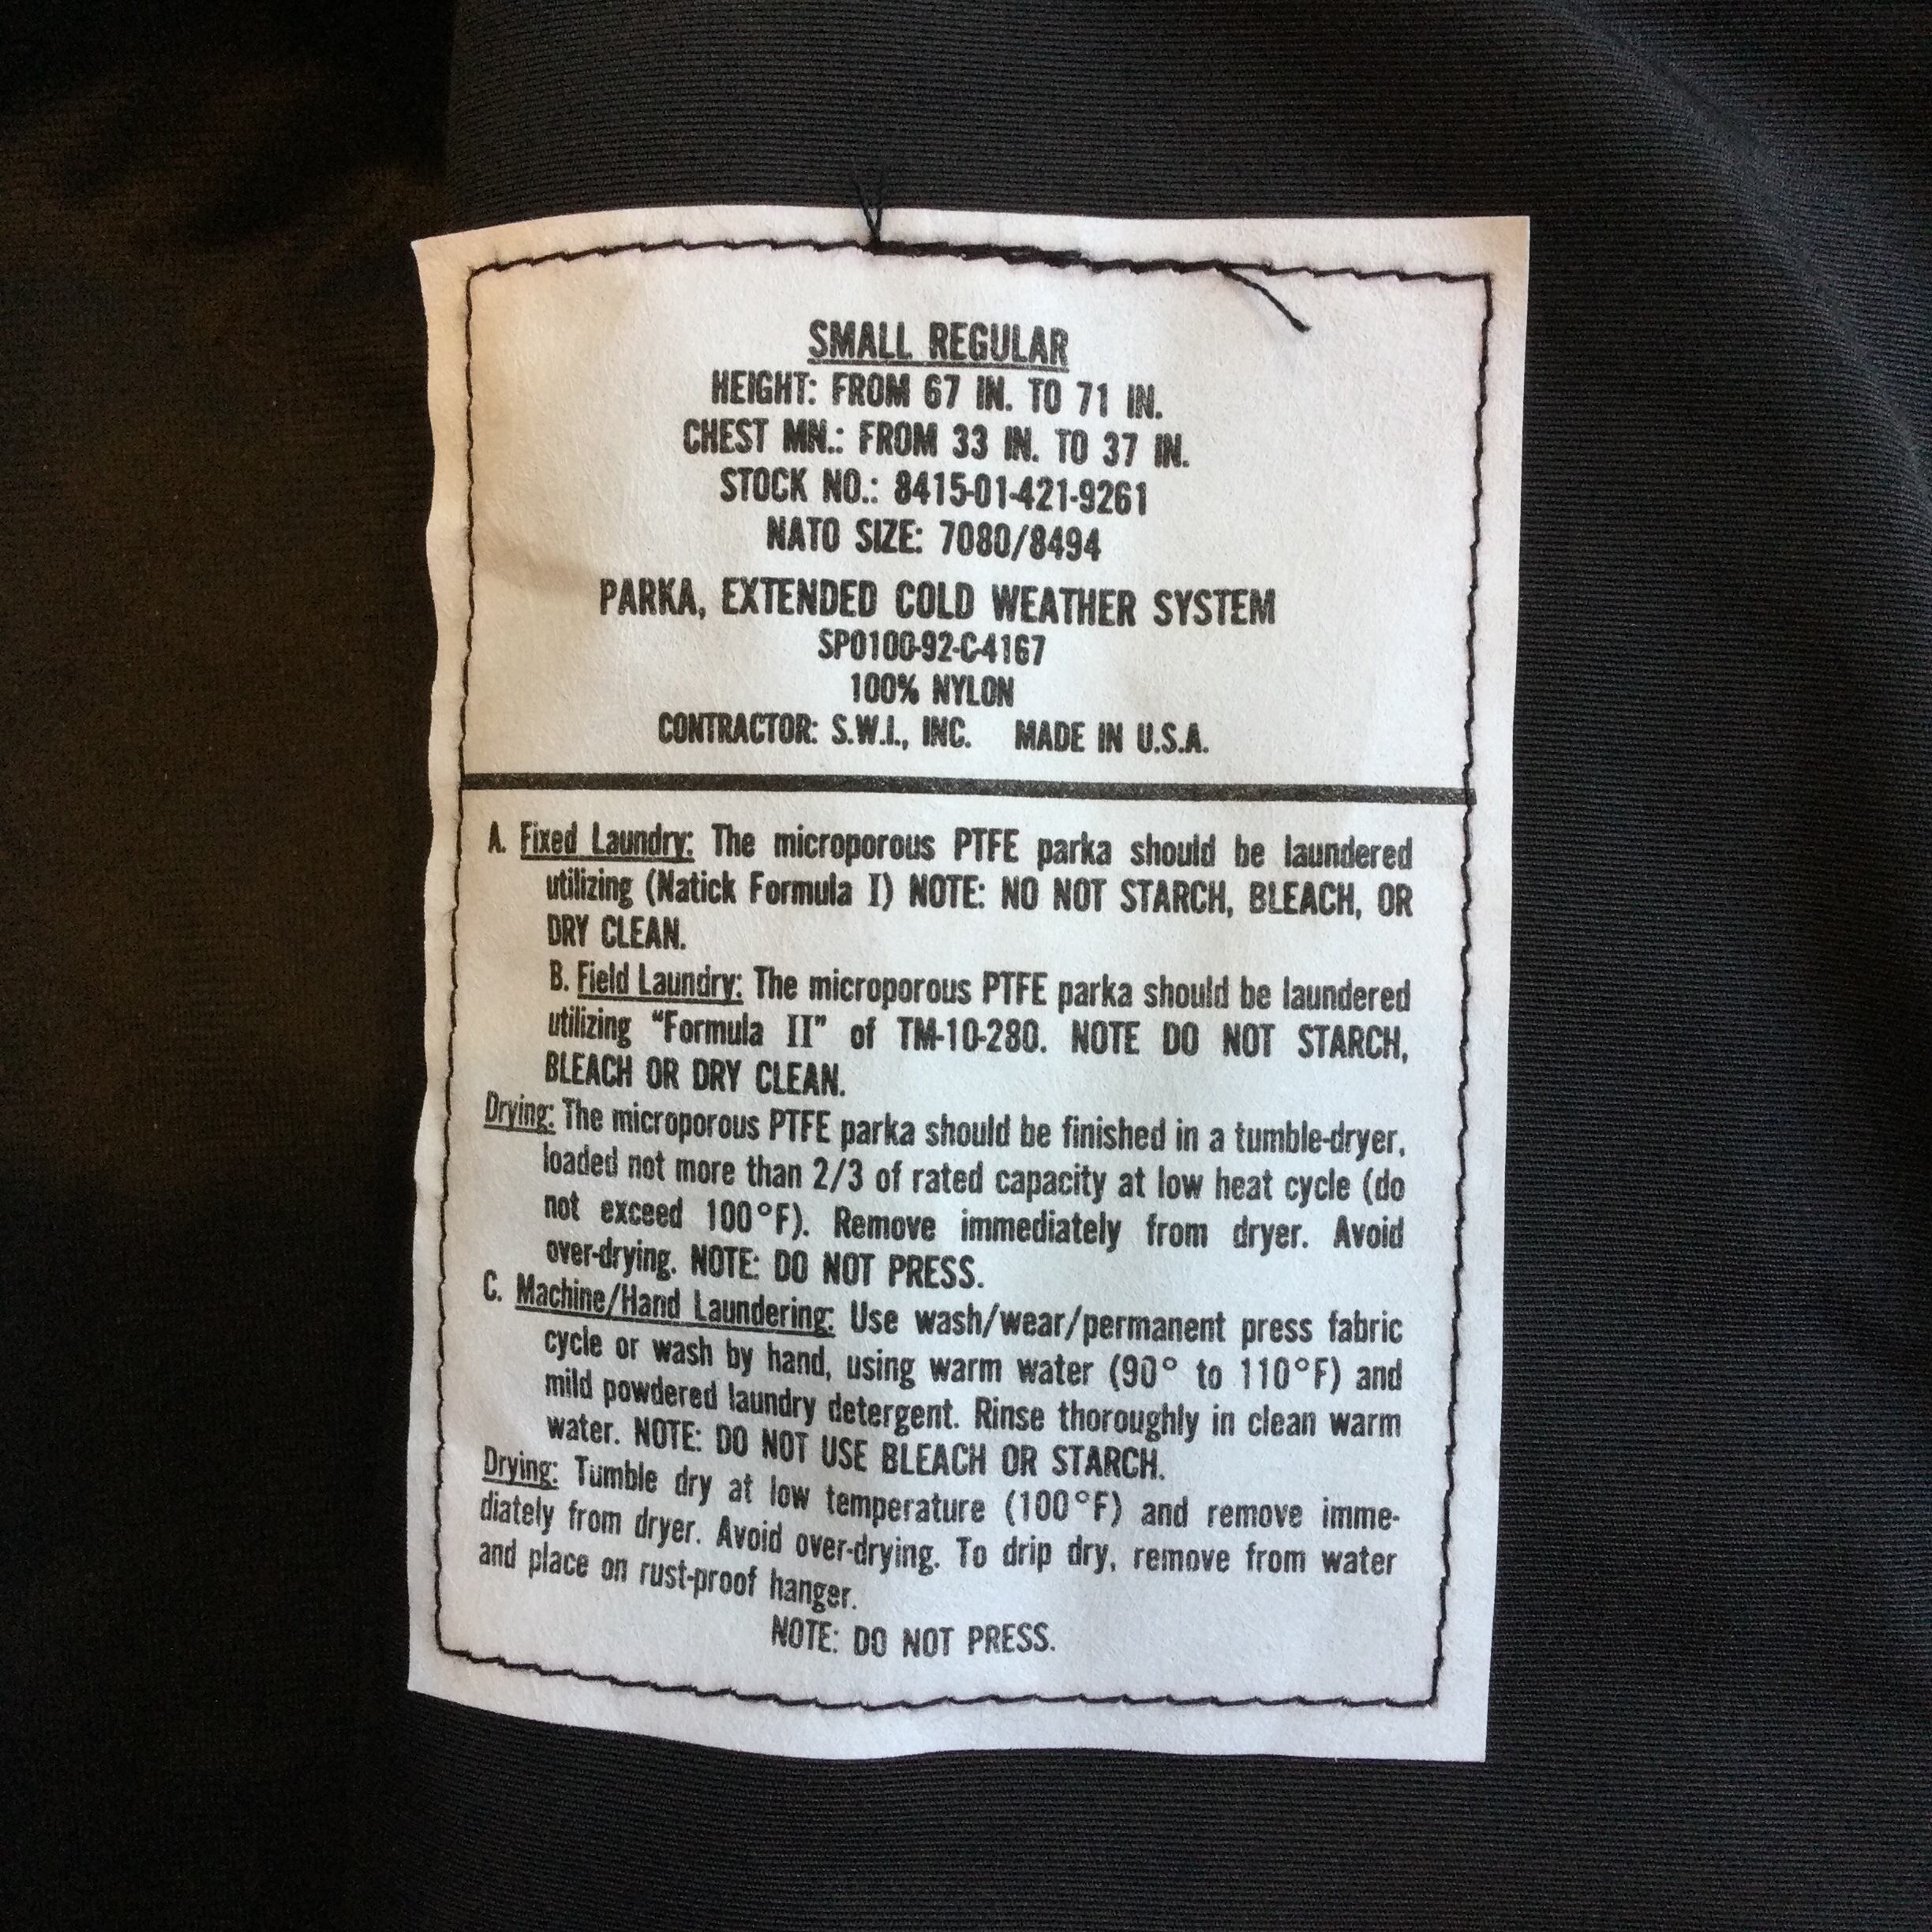 SMALL REGULAR
HEIGHT: FROM 67 IN. TO 71 IN.
CHEST MN.: FROM 33 IN. TO 37 IN.
STOCK NO.: 8415-01-421-9261
NATO SIZE: 7080/8494
PARKA, EXTENDED COLD WEATHER SYSTEM
SP0100-92-C-4167
100% NYLON
CONTRACTOR: S.W.I., INC. MADE IN U.S.A.
A. Fixed Laundry: The microporous PTFE parka should be laundered
utilizing (Natick Formula I) NOTE: NO NOT STARCH, BLEACH, OR
DRY CLEAN.
B. Field Laundry: The microporous PTFE parka should be laundered
utilizing “Formula II” of TM-10-280. NOTE DO NOT STARCH,
BLEACH OR DRY CLEAN.
Drying: The microporous PTFE parka should be finished in a tumble-dryer,
loaded not more than 2/3 of rated capacity at low heat cycle (do
not exceed 100°F). Remove immediately from dryer. Avoid
over-drying. NOTE: DO NOT PRESS.
C. Machine/Hand Laundering: Use wash/wear/permanent press fabric
cycle or wash by hand, using warm water (90° to 110°F) and
mild powdered laundry detergent. Rinse thoroughly in clean warm
water. NOTE: DO NOT USE BLEACH OR STARCH.
Drying: Tumble dry at low temperature (100°F) and remove imme-
diately from dryer. Avoid over-drying. To drip dry, remove from water
and place on rust-proof hanger.
NOTE: DO NOT PRESS.